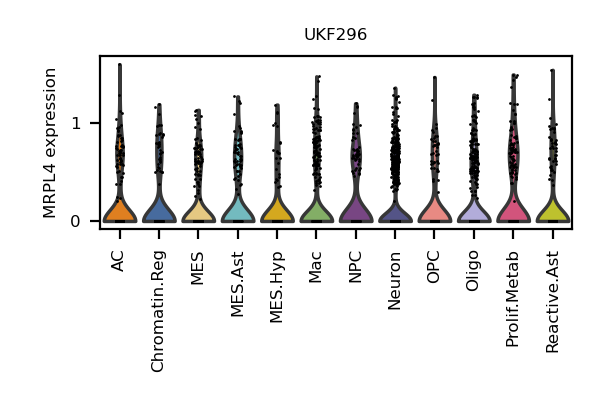 UKF296
MRPL4 expression
1
0
AC
Chromatin.Reg
MES
MES.Ast
MES.Hyp
Mac
NPC
Neuron
OPC
Oligo
Prolif.Metab
Reactive.Ast